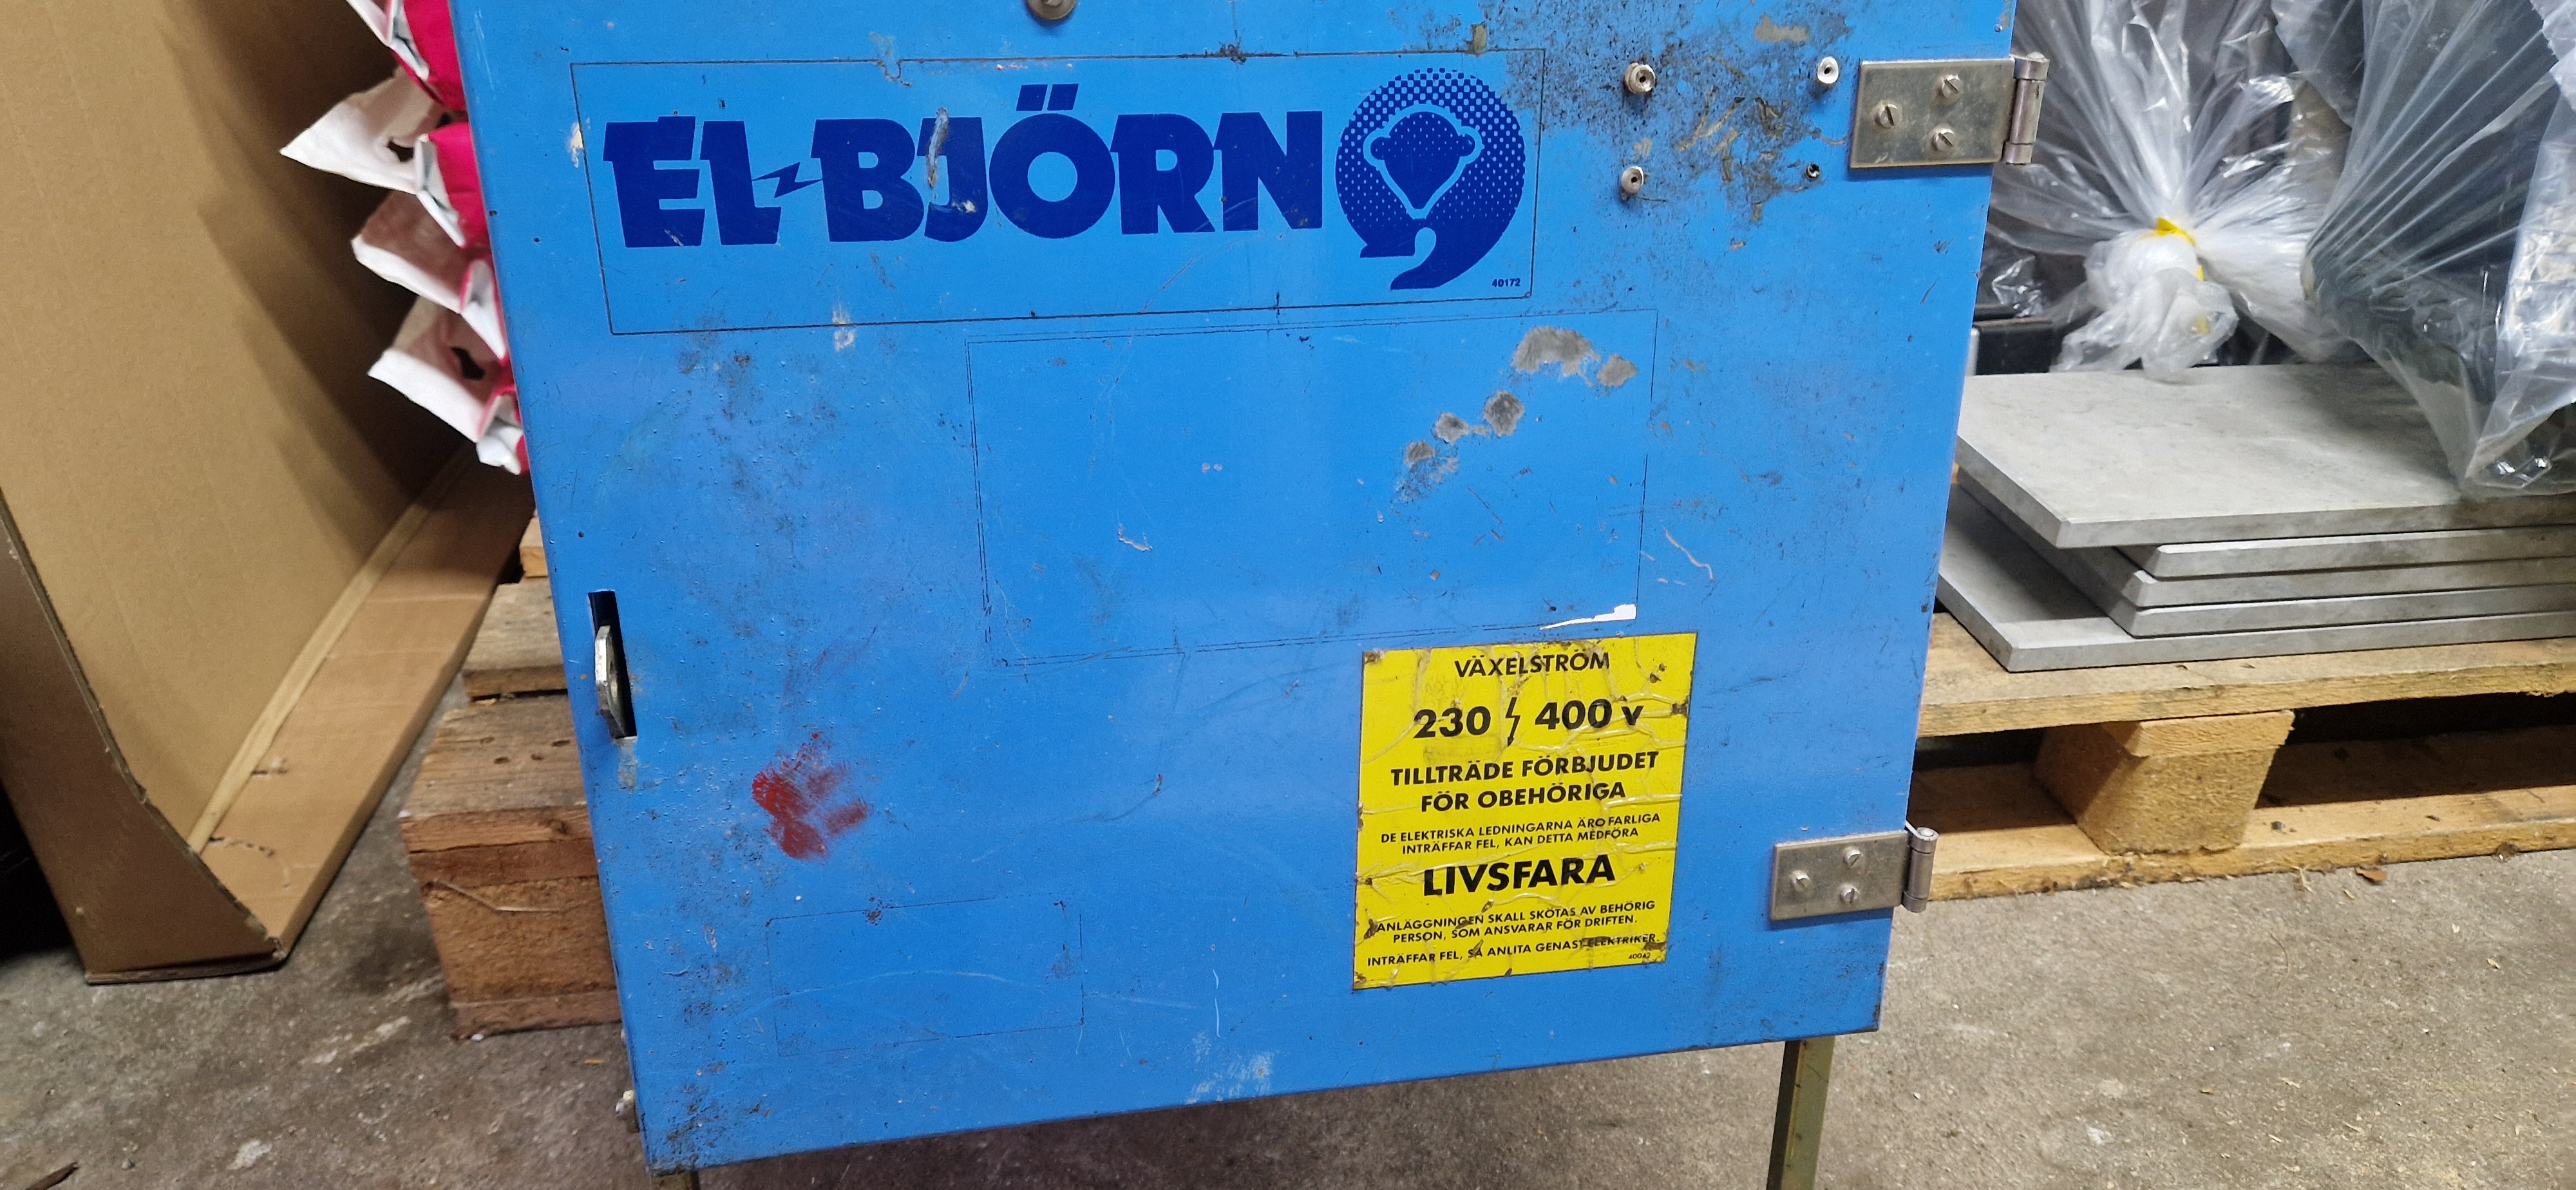 EL-BJÖRN
40172
VÄXELSTRÖM
230 400 V
TILLTRÄDE FÖRBJUDET
FÖR OBEHÖRIGA
DE ELEKTRISKA LEDNINGARNA ÄRO FARLIGA
INTRÄFFAR FEL, KAN DETTA MEDFÖRA
LIVSFARA
ANLÄGGNINGEN SKALL SKÖTAS AV BEHÖRIG
PERSON, SOM ANSVARAR FÖR DRIFTEN.
INTRÄFFAR FEL, SÅ ANLITA GENAST ELEKTRIKER.
40042